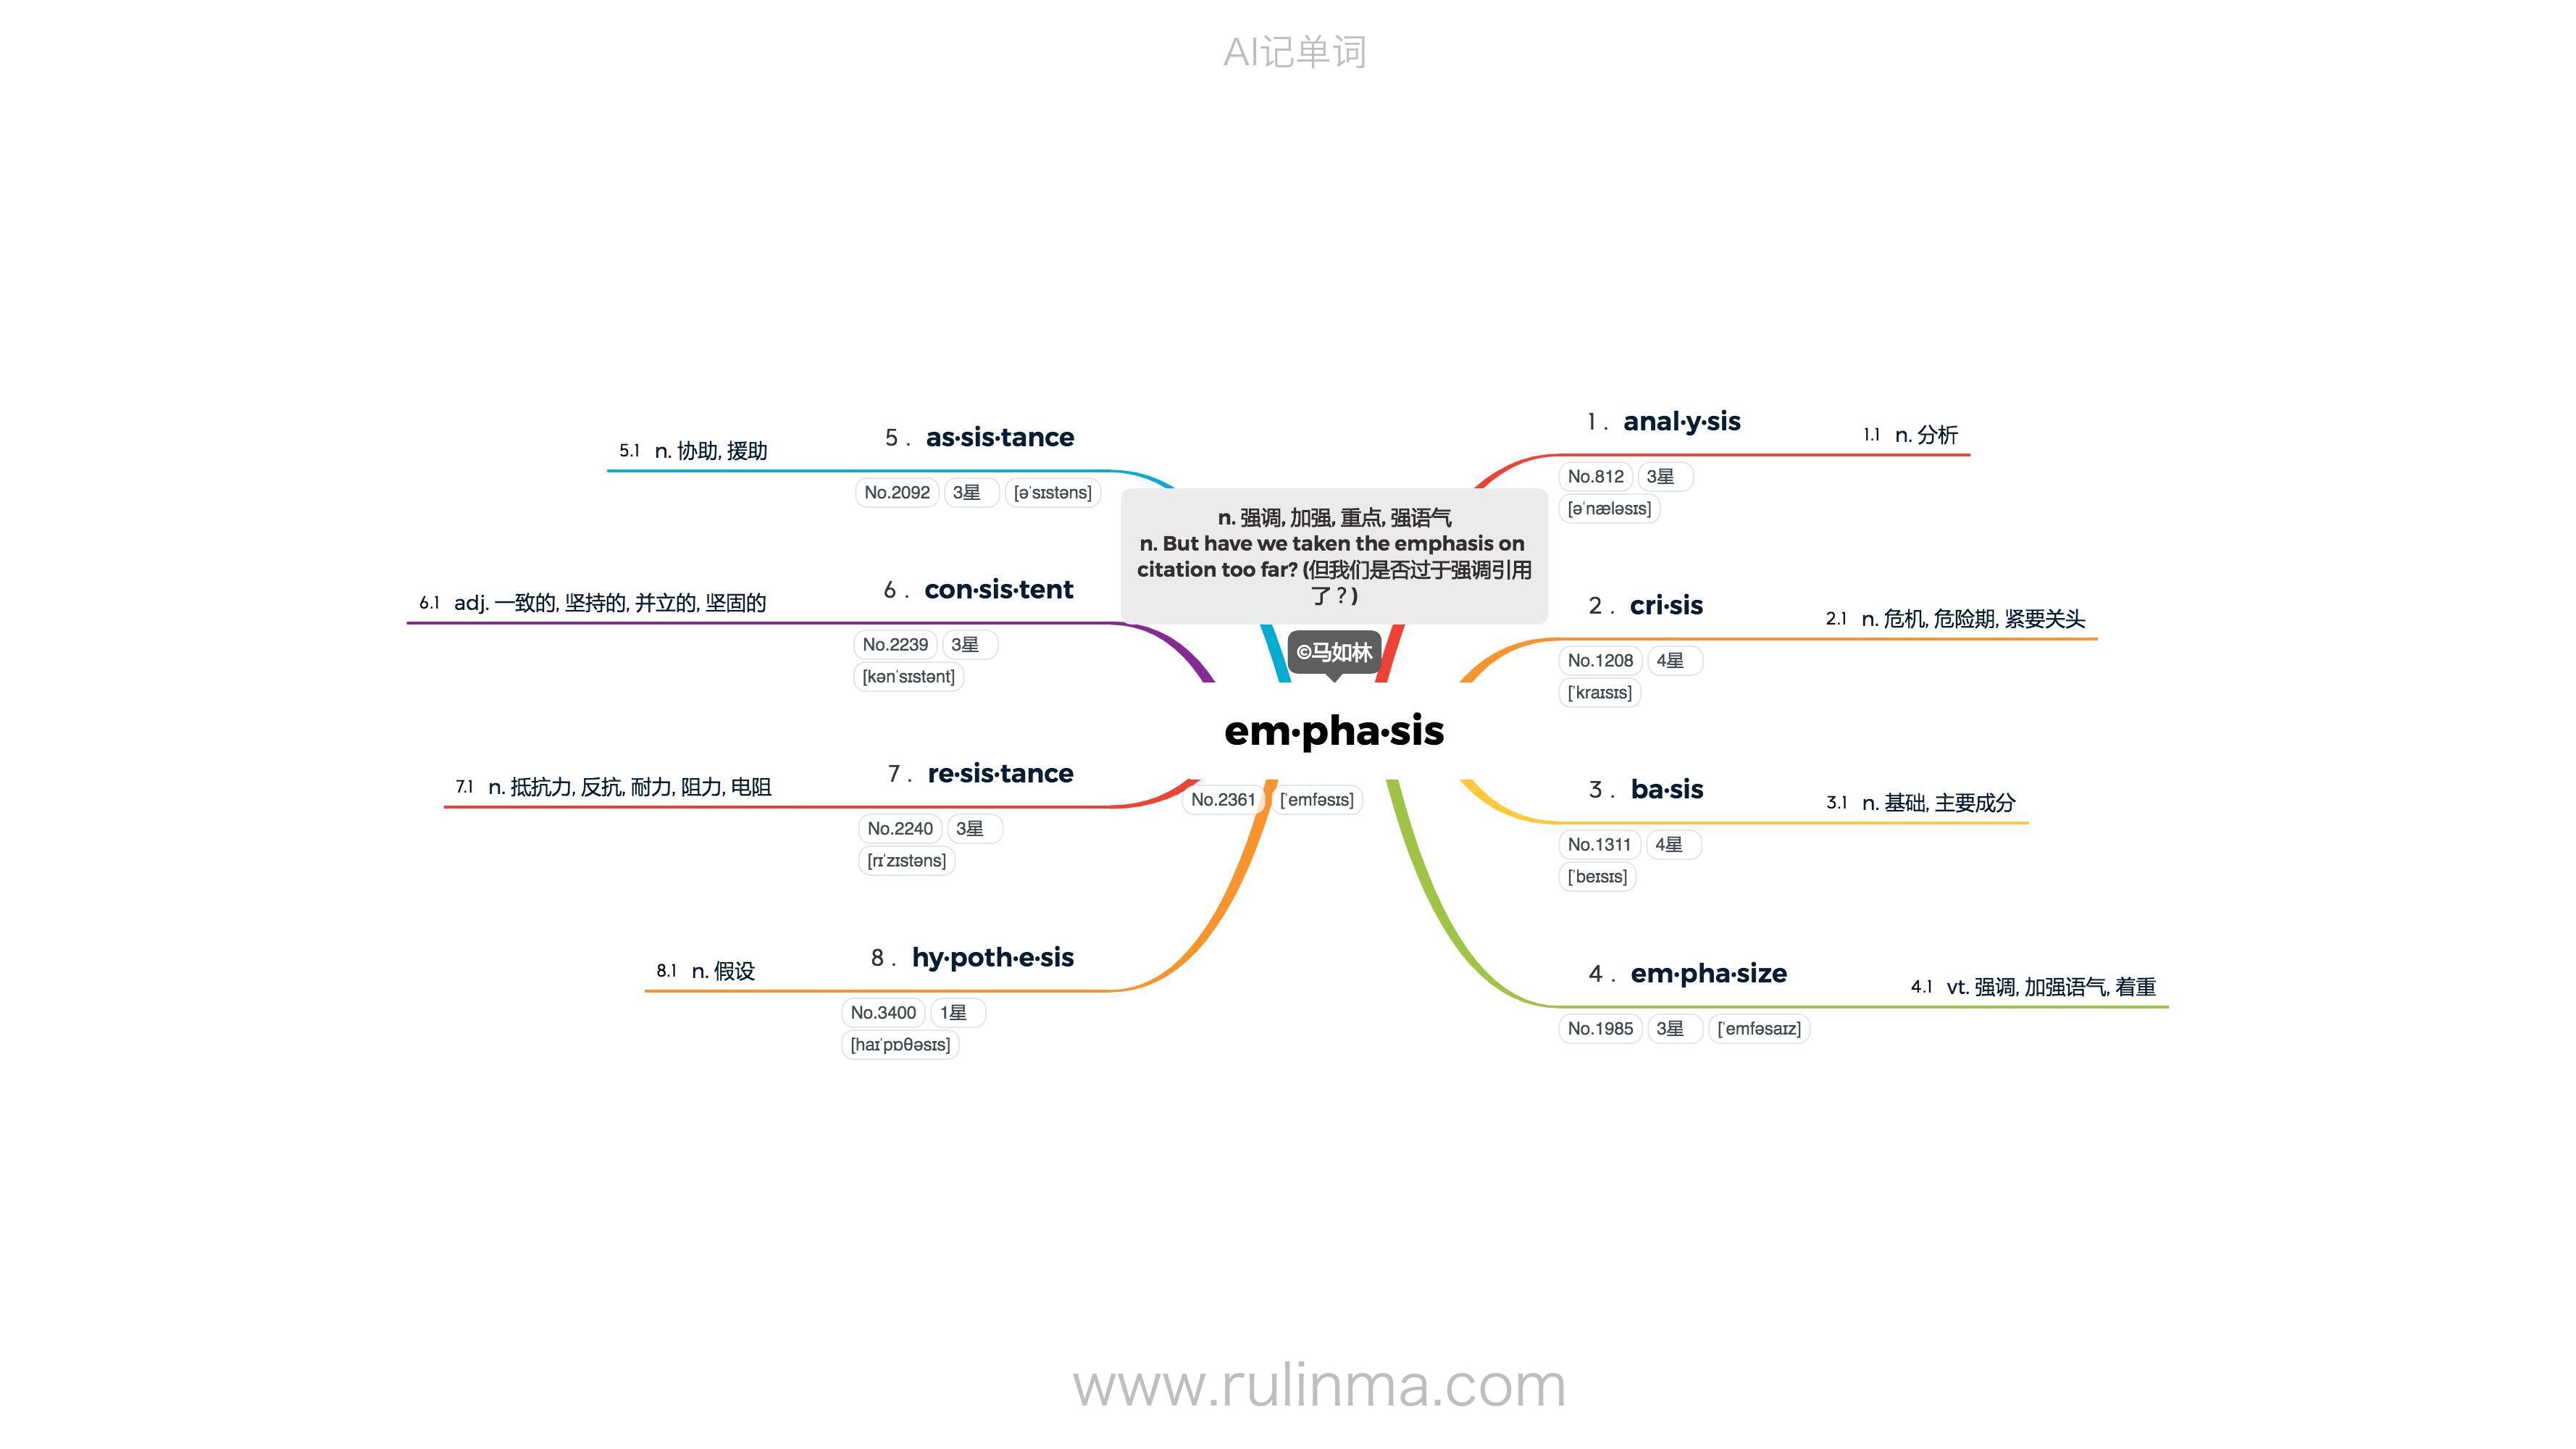 AI记单词
n. 强调, 加强, 重点, 强语气
n. But have we taken the emphasis on
citation too far? (但我们是否过于强调引用
了？)
©马如林
em·pha·sis
No.2361 [ˈemfəsɪs]
1 . anal·y·sis
1.1 n. 分析
No.812 3星
[əˈnæləsɪs]
2 . cri·sis
2.1 n. 危机, 危险期, 紧要关头
No.1208 4星
[ˈkraɪsɪs]
3 . ba·sis
3.1 n. 基础, 主要成分
No.1311 4星
[ˈbeɪsɪs]
4 . em·pha·size
4.1 vt. 强调, 加强语气, 着重
No.1985 3星 [ˈemfəsaɪz]
5 . as·sis·tance
5.1 n. 协助, 援助
No.2092 3星 [əˈsɪstəns]
6 . con·sis·tent
6.1 adj. 一致的, 坚持的, 并立的, 坚固的
No.2239 3星
[kənˈsɪstənt]
7 . re·sis·tance
7.1 n. 抵抗力, 反抗, 耐力, 阻力, 电阻
No.2240 3星
[rɪˈzɪstəns]
8 . hy·poth·e·sis
8.1 n. 假设
No.3400 1星
[haɪˈpɒθəsɪs]
www.rulinma.com